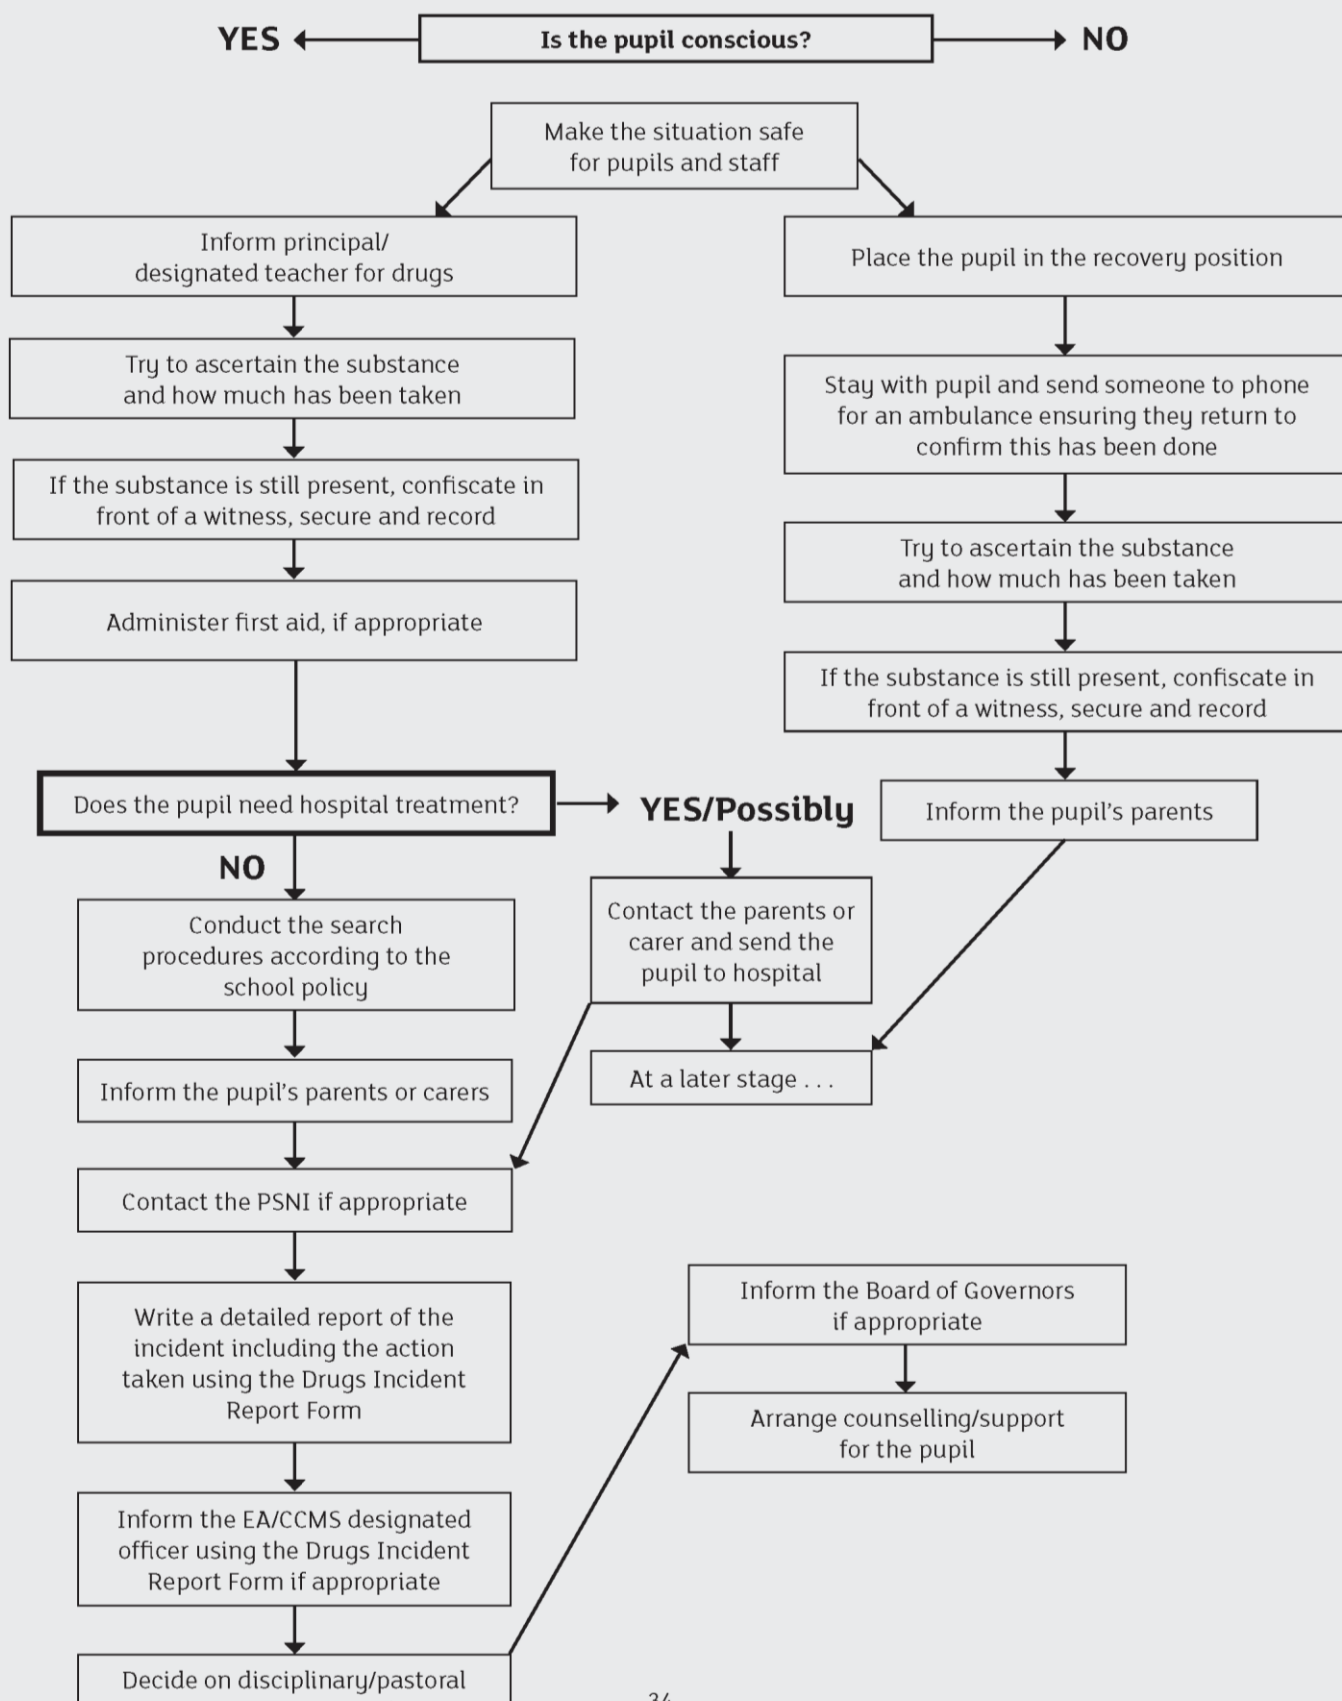 YES
Is the pupil conscious?
NO
Make the situation safe
for pupils and staff
Inform principal/
designated teacher for drugs
Place the pupil in the recovery position
Try to ascertain the substance
and how much has been taken
Stay with pupil and send someone to phone
for an ambulance ensuring they return to
confirm this has been done
If the substance is still present, confiscate in
front of a witness, secure and record
Try to ascertain the substance
and how much has been taken
Administer first aid, if appropriate
If the substance is still present, confiscate in
front of a witness, secure and record
Does the pupil need hospital treatment?
YES/Possibly
Inform the pupil's parents
NO
Conduct the search
procedures according to the
school policy
Contact the parents or
carer and send the
pupil to hospital
Inform the pupil's parents or carers
At a later stage . . .
Contact the PSNI if appropriate
Write a detailed report of the
incident including the action
taken using the Drugs Incident
Report Form
Inform the Board of Governors
if appropriate
Arrange counselling/support
for the pupil
Inform the EA/CCMS designated
officer using the Drugs Incident
Report Form if appropriate
Decide on disciplinary/pastoral
34